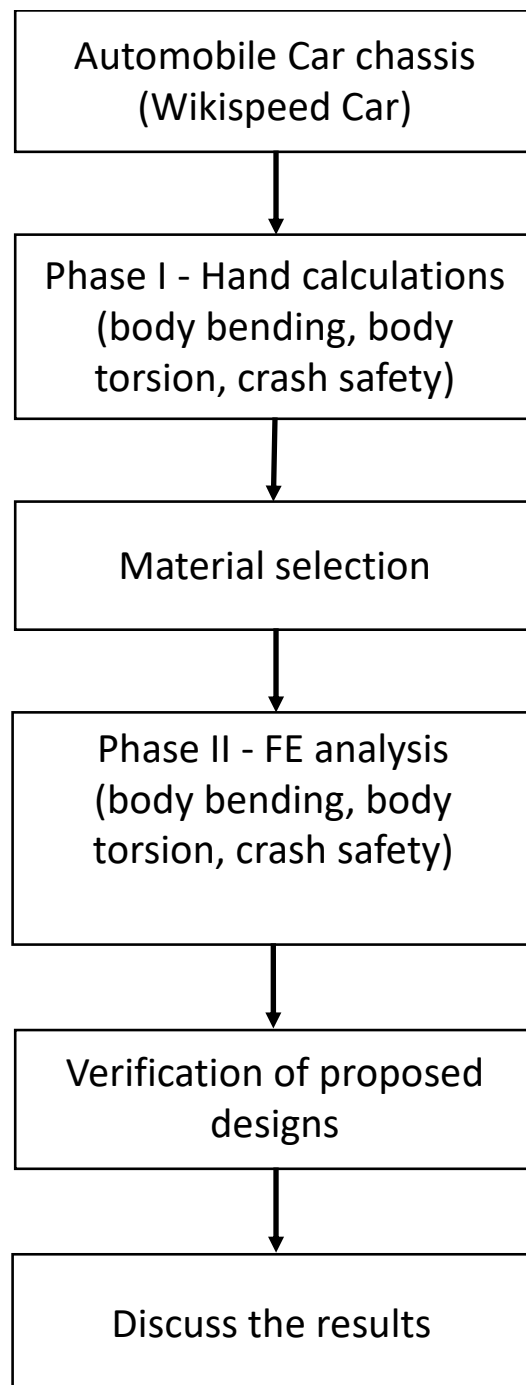 Automobile Car chassis
(Wikispeed Car)
Phase I - Hand calculations
(body bending, body
torsion, crash safety)
Material selection
Phase II - FE analysis
(body bending, body
torsion, crash safety)
Verification of proposed
designs
Discuss the results